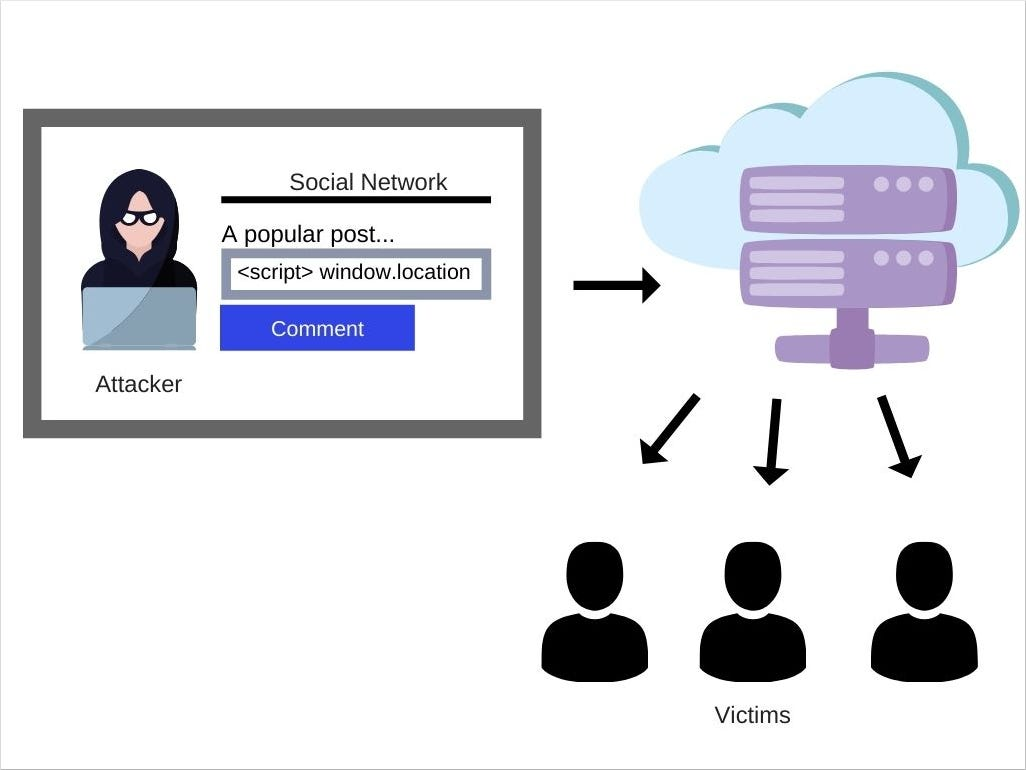 Social Network
A popular post...
<script> window.location
Comment
Attacker
Victims